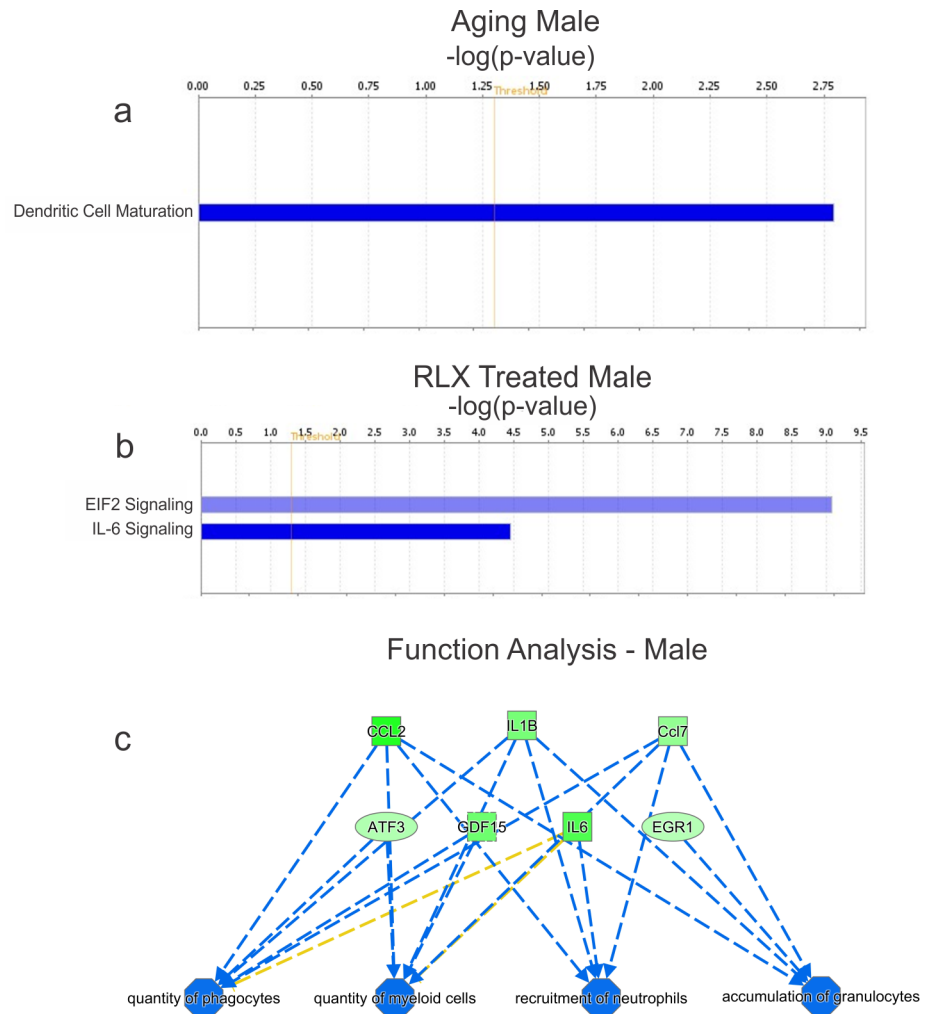 Aging Male
-log(p-value)
a
0.00 0.25 0.50 0.75 1.00 1.25 1.50 1.75 2.00 2.25 2.50 2.75
Threshold
Dendritic Cell Maturation
RLX Treated Male
-log(p-value)
b
0.0 0.5 1.0 1.5 2.0 2.5 3.0 3.5 4.0 4.5 5.0 5.5 6.0 6.5 7.0 7.5 8.0 8.5 9.0 9.5
Threshold
EIF2 Signaling
IL-6 Signaling
Function Analysis - Male
c
CCL2 IL1B Ccl7
ATF3 GDF15 IL6 EGR1
quantity of phagocytes quantity of myeloid cells recruitment of neutrophils accumulation of granulocytes